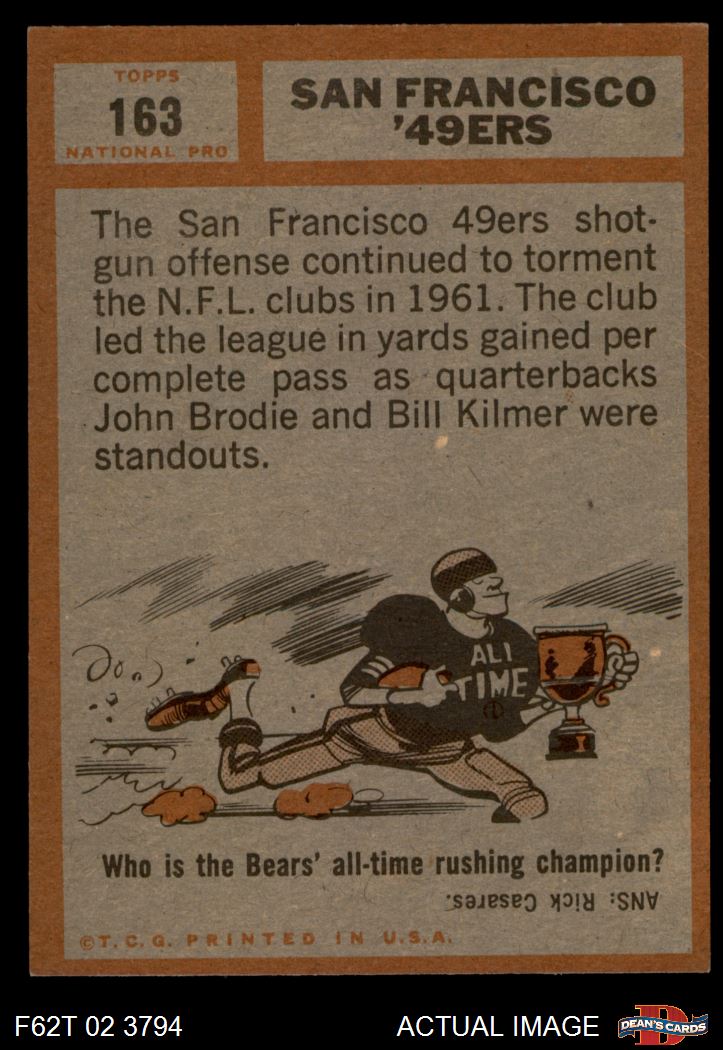 TOPPS
163
NATIONAL PRO
SAN FRANCISCO
'49ERS
The San Francisco 49ers shot-
gun offense continued to torment
the N.F.L. clubs in 1961. The club
led the league in yards gained per
complete pass as quarterbacks
John Brodie and Bill Kilmer were
standouts.
ALL
TIME
Who is the Bears' all-time rushing champion?
ANS: Rick Casares.
©T.C.G. PRINTED IN U.S.A.
F62T 02 3794
ACTUAL IMAGE
D
DEAN'S CARDS